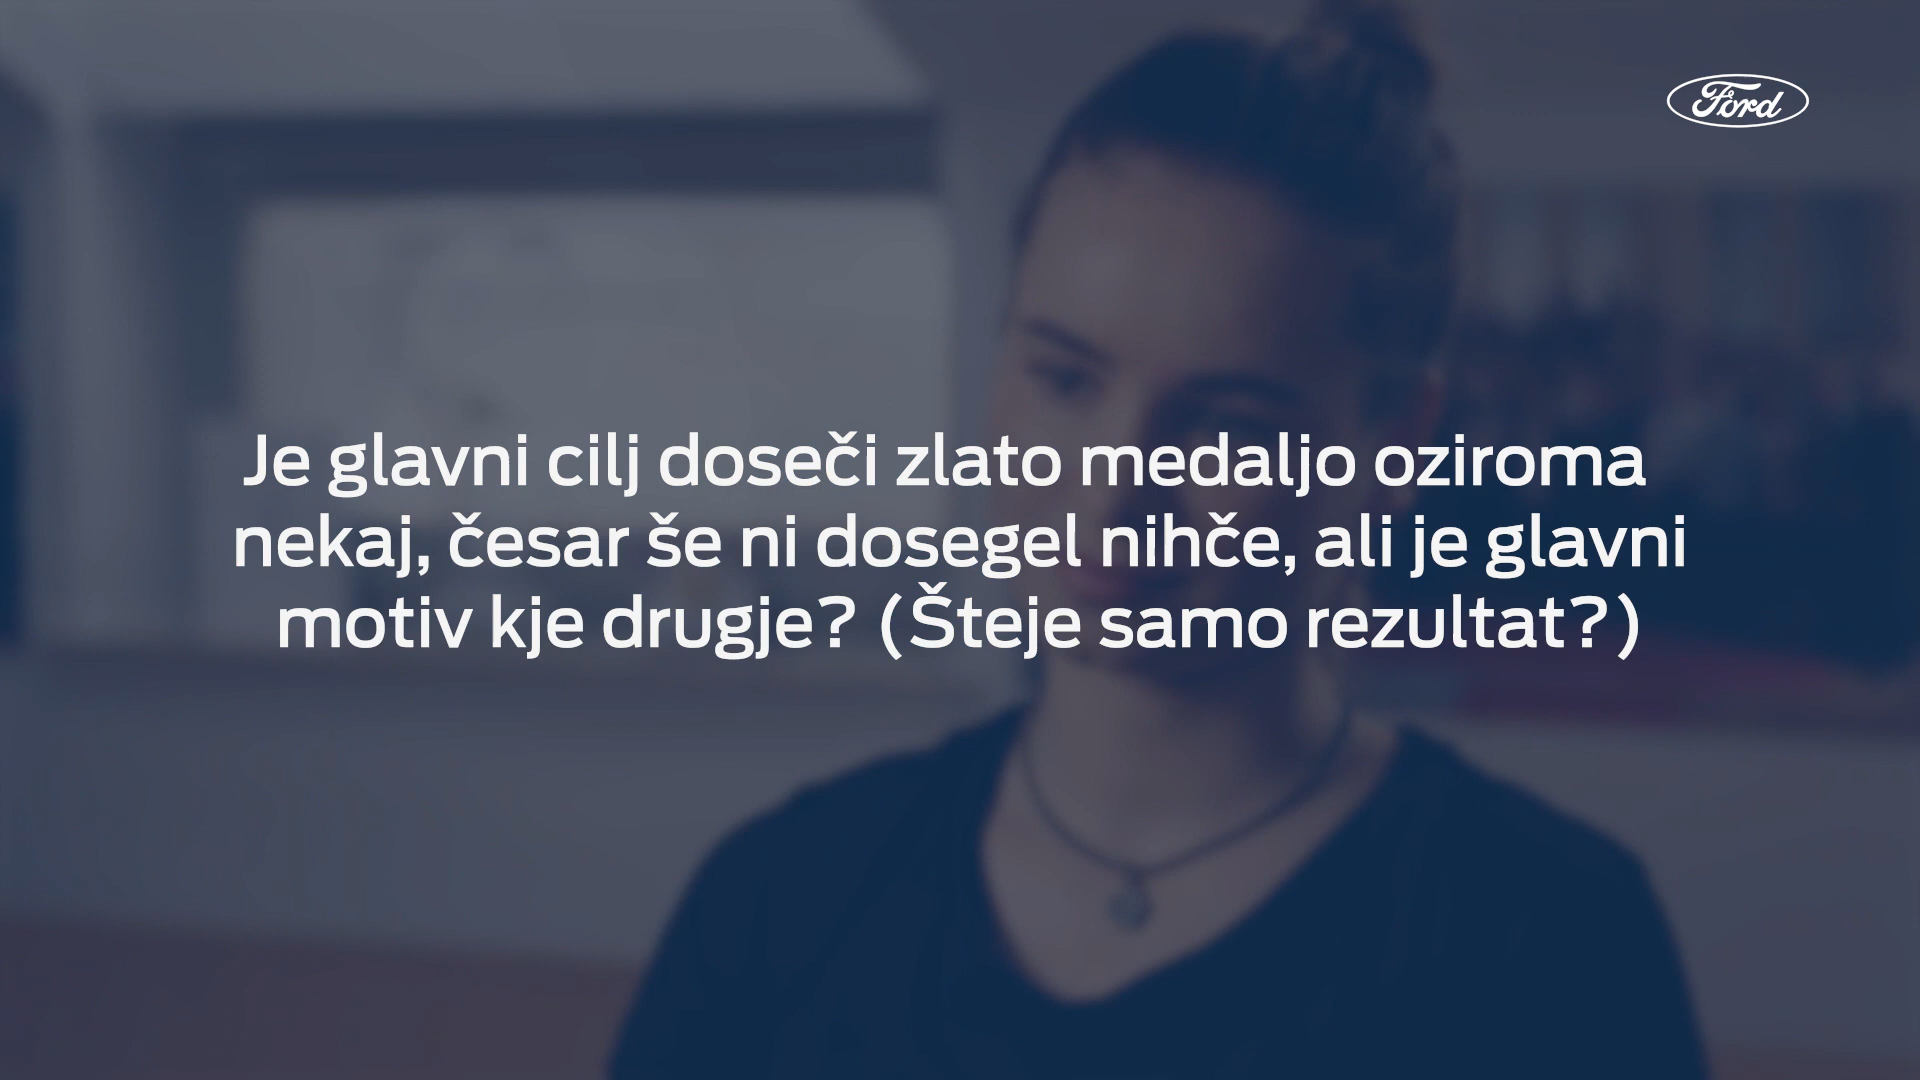 Ford
Je glavni cilj doseči zlato medaljo oziroma
nekaj, česar še ni dosegel nihče, ali je glavni
motiv kje drugje? (Šteje samo rezultat?)